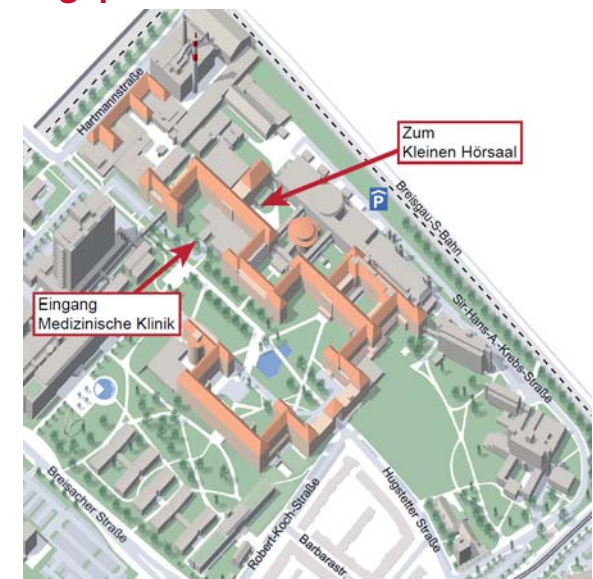 Hartmannstraße
Zum
Kleinen Hörsaal
P
Breisgau-S-Bahn
Eingang
Medizinische Klinik
Sir-Hans-A.-Krebs-Straße
Breisacher Straße
Robert-Koch-Straße
Hugstetter Straße
Barbarastr.